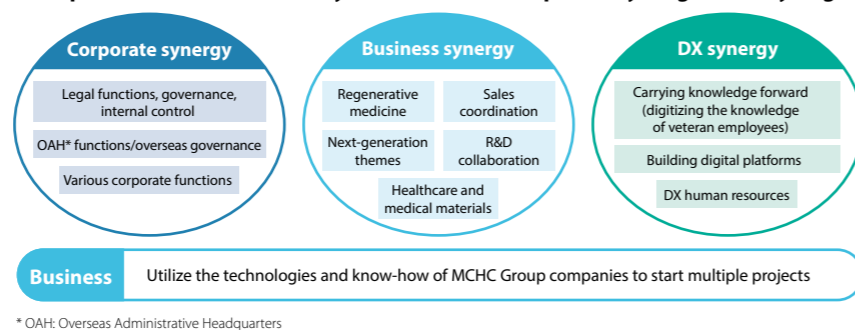 Corporate synergy
Legal functions, governance,
internal control
OAH* functions/overseas governance
Various corporate functions
Business synergy
Regenerative
medicine
Sales
coordination
Next-generation
themes
R&D
collaboration
Healthcare and
medical materials
DX synergy
Carrying knowledge forward
(digitizing the knowledge
of veteran employees)
Building digital platforms
DX human resources
Business
Utilize the technologies and know-how of MCHC Group companies to start multiple projects
* OAH: Overseas Administrative Headquarters